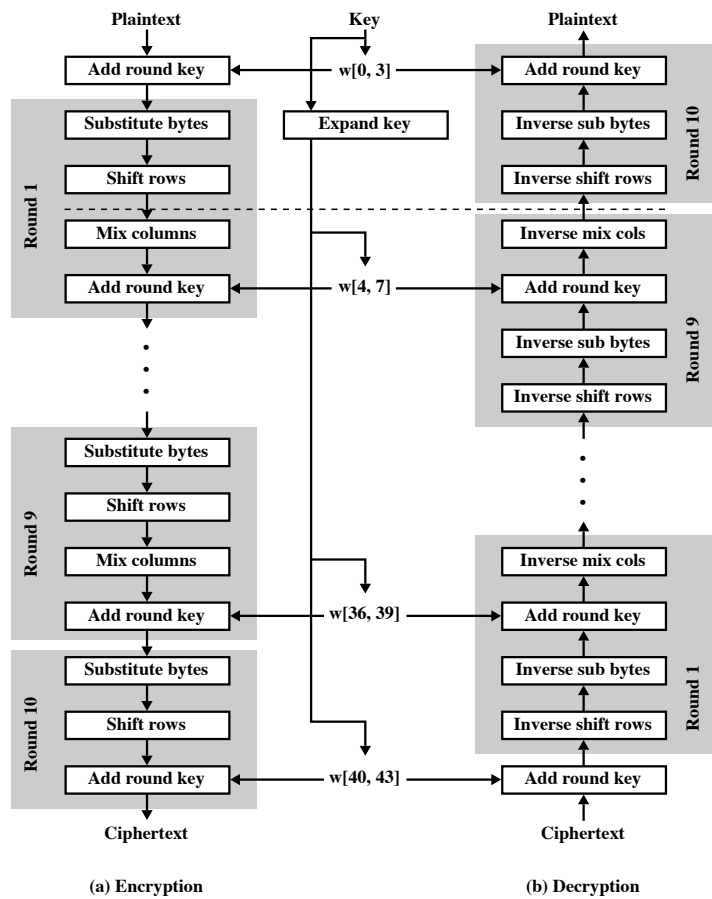 Plaintext
Key
Plaintext
Add round key
w[0, 3]
Add round key
Substitute bytes
Expand key
Inverse sub bytes
Round 10
Shift rows
Inverse shift rows
Round 1
Mix columns
Inverse mix cols
Add round key
w[4, 7]
Add round key
Inverse sub bytes
Round 9
Inverse shift rows
Substitute bytes
Shift rows
Round 9
Mix columns
Inverse mix cols
Add round key
w[36, 39]
Add round key
Substitute bytes
Inverse sub bytes
Round 1
Shift rows
Inverse shift rows
Round 10
Add round key
w[40, 43]
Add round key
Ciphertext
Ciphertext
(a) Encryption
(b) Decryption